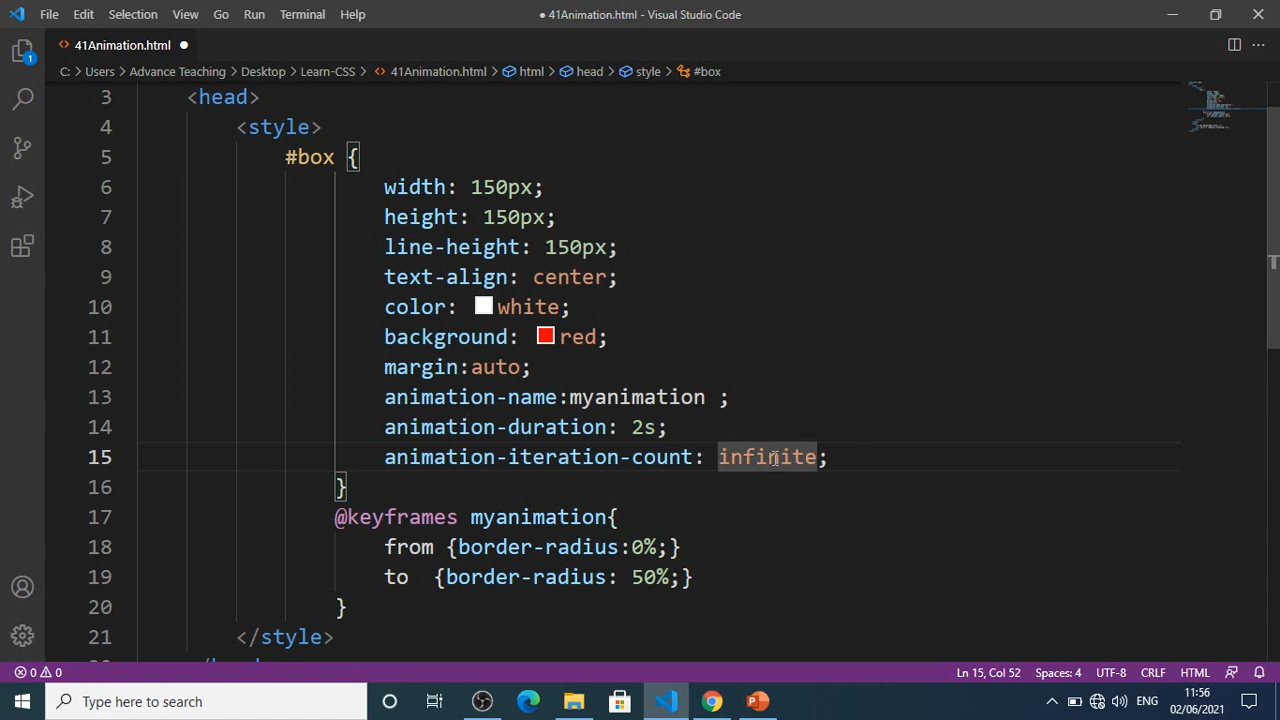 File Edit Selection View Go Run Terminal Help
● 41Animation.html - Visual Studio Code
<> 41Animation.html ●
C: > Users > Advance Teaching > Desktop > Learn-CSS > <> 41Animation.html > html > head > style > #box
3 <head>
4 <style>
5 #box {
6 width: 150px;
7 height: 150px;
8 line-height: 150px;
9 text-align: center;
10 color: white;
11 background: red;
12 margin:auto;
13 animation-name:myanimation ;
14 animation-duration: 2s;
15 animation-iteration-count: infinite;
16 }
17 @keyframes myanimation{
18 from {border-radius:0%;}
19 to  {border-radius: 50%;}
20 }
21 </style>
1
0 0
Ln 15, Col 52 Spaces: 4 UTF-8 CRLF HTML
Type here to search
ENG
11:56
02/06/2021